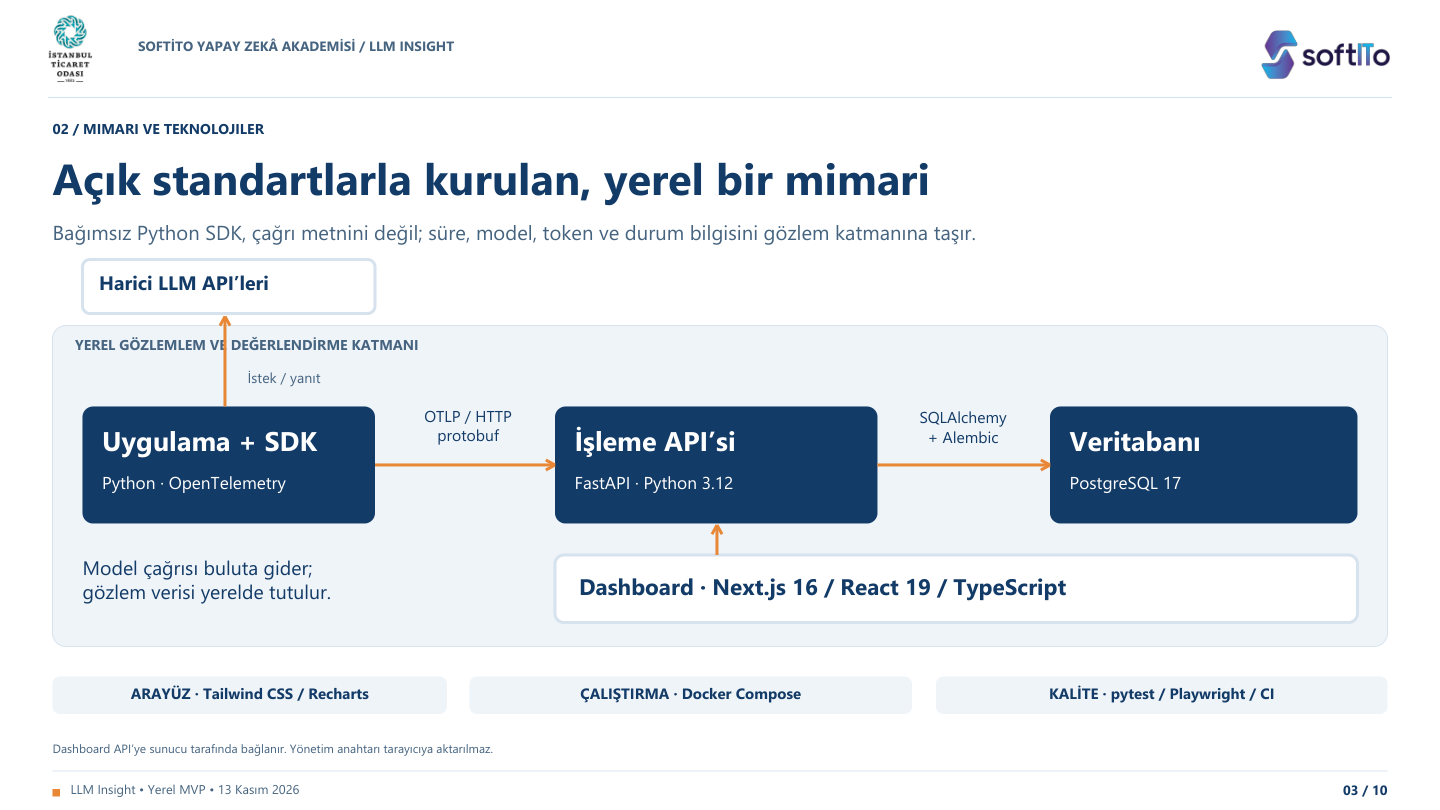 İSTANBUL
TİCARET
ODASI
SOFTİTO YAPAY ZEKÂ AKADEMİSİ / LLM INSIGHT
softITo
02 / MIMARI VE TEKNOLOJILER
Açık standartlarla kurulan, yerel bir mimari
Bağımsız Python SDK, çağrı metnini değil; süre, model, token ve durum bilgisini gözlem katmanına taşır.
Harici LLM API’leri
YEREL GÖZLEMLEM VE DEĞERLENDİRME KATMANI
İstek / yanıt
Uygulama + SDK
Python · OpenTelemetry
OTLP / HTTP
protobuf
İşleme API’si
FastAPI · Python 3.12
SQLAlchemy
+ Alembic
Veritabanı
PostgreSQL 17
Model çağrısı buluta gider;
gözlem verisi yerelde tutulur.
Dashboard · Next.js 16 / React 19 / TypeScript
ARAYÜZ · Tailwind CSS / Recharts
ÇALIŞTIRMA · Docker Compose
KALİTE · pytest / Playwright / CI
Dashboard API’ye sunucu tarafında bağlanır. Yönetim anahtarı tarayıcıya aktarılmaz.
LLM Insight • Yerel MVP • 13 Kasım 2026
03 / 10